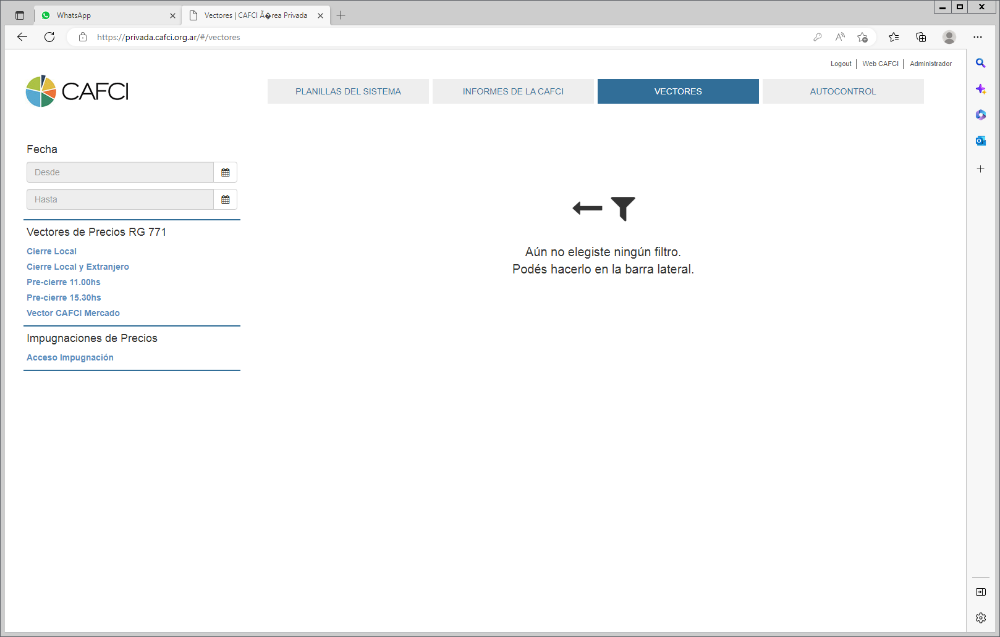 WhatsApp
Vectores | CAFCI Ã�rea Privada
https://privada.cafci.org.ar/#/vectores
Logout
Web CAFCI
Administrador
CAFCI
PLANILLAS DEL SISTEMA
INFORMES DE LA CAFCI
VECTORES
AUTOCONTROL
Fecha
Desde
Hasta
Vectores de Precios RG 771
Cierre Local
Cierre Local y Extranjero
Pre-cierre 11.00hs
Pre-cierre 15.30hs
Vector CAFCI Mercado
Impugnaciones de Precios
Acceso Impugnación
Aún no elegiste ningún filtro.
Podés hacerlo en la barra lateral.